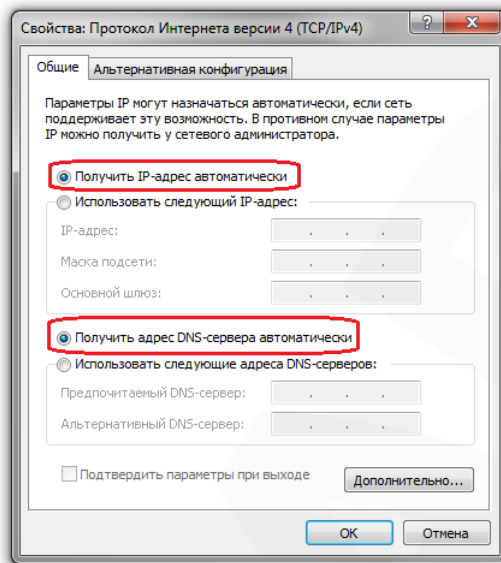 Свойства: Протокол Интернета версии 4 (TCP/IPv4)
Общие
Альтернативная конфигурация
Параметры IP могут назначаться автоматически, если сеть
поддерживает эту возможность. В противном случае параметры
IP можно получить у сетевого администратора.
Получить IP-адрес автоматически
Использовать следующий IP-адрес:
IP-адрес:
Маска подсети:
Основной шлюз:
Получить адрес DNS-сервера автоматически
Использовать следующие адреса DNS-серверов:
Предпочитаемый DNS-сервер:
Альтернативный DNS-сервер:
Подтвердить параметры при выходе
Дополнительно...
ОК
Отмена